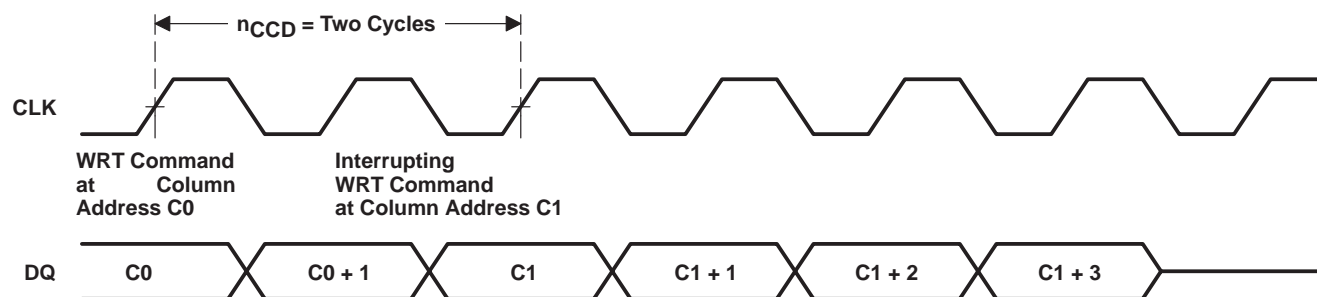 nCCD = Two Cycles
CLK
WRT Command
at Column
Address C0
Interrupting
WRT Command
at Column Address C1
DQ
C0
C0 + 1
C1
C1 + 1
C1 + 2
C1 + 3